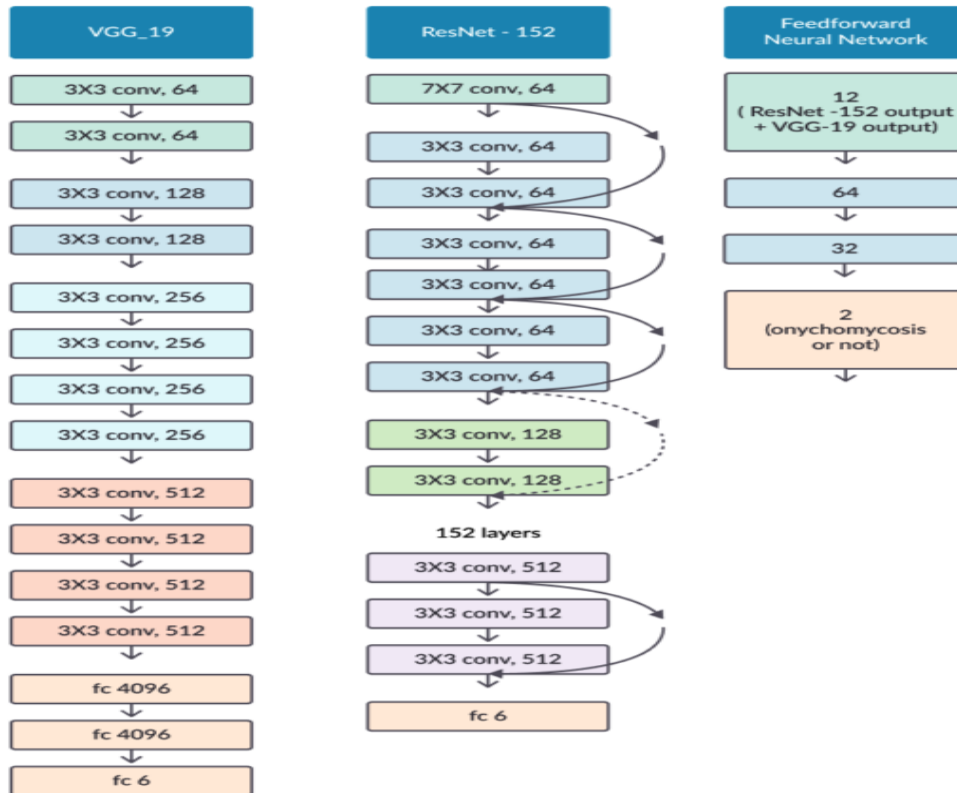 VGG_19
3X3 conv, 64
3X3 conv, 64
3X3 conv, 128
3X3 conv, 128
3X3 conv, 256
3X3 conv, 256
3X3 conv, 256
3X3 conv, 256
3X3 conv, 512
3X3 conv, 512
3X3 conv, 512
3X3 conv, 512
fc 4096
fc 4096
fc 6
ResNet - 152
7X7 conv, 64
3X3 conv, 64
3X3 conv, 64
3X3 conv, 64
3X3 conv, 64
3X3 conv, 64
3X3 conv, 64
3X3 conv, 128
3X3 conv, 128
152 layers
3X3 conv, 512
3X3 conv, 512
3X3 conv, 512
fc 6
Feedforward
Neural Network
12
( ResNet -152 output
+ VGG-19 output)
64
32
2
(onychomycosis
or not)